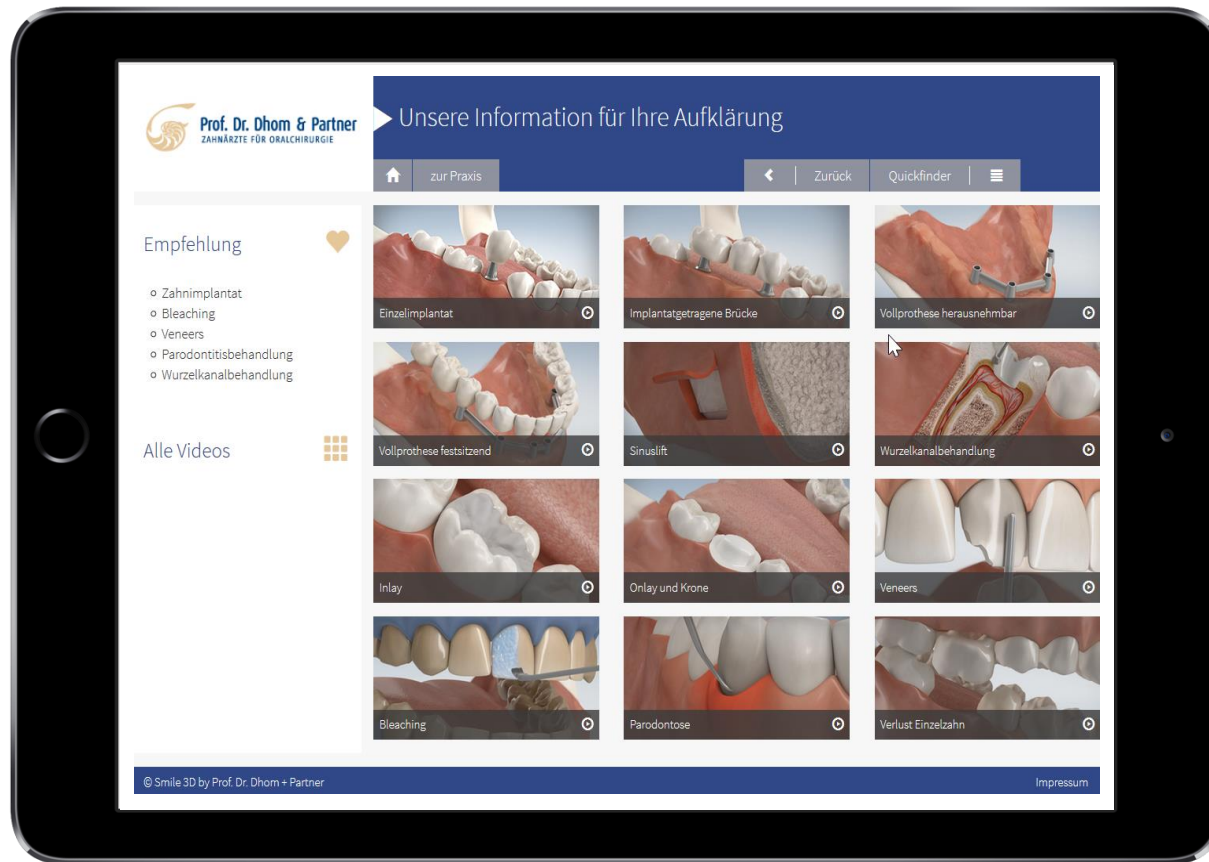 Prof. Dr. Dhom & Partner
ZAHNÄRZTE FÜR ORALCHIRURGIE
Unsere Information für Ihre Aufklärung
zur Praxis
Zurück
Quickfinder
Empfehlung
Zahnimplantat
Bleaching
Veneers
Parodontitisbehandlung
Wurzelkanalbehandlung
Alle Videos
Einzelimplantat
Implantatgetragene Brücke
Vollprothese herausnehmbar
Vollprothese festsitzend
Sinuslift
Wurzelkanalbehandlung
Inlay
Onlay und Krone
Veneers
Bleaching
Parodontose
Verlust Einzelzahn
© Smile 3D by Prof. Dr. Dhom + Partner
Impressum